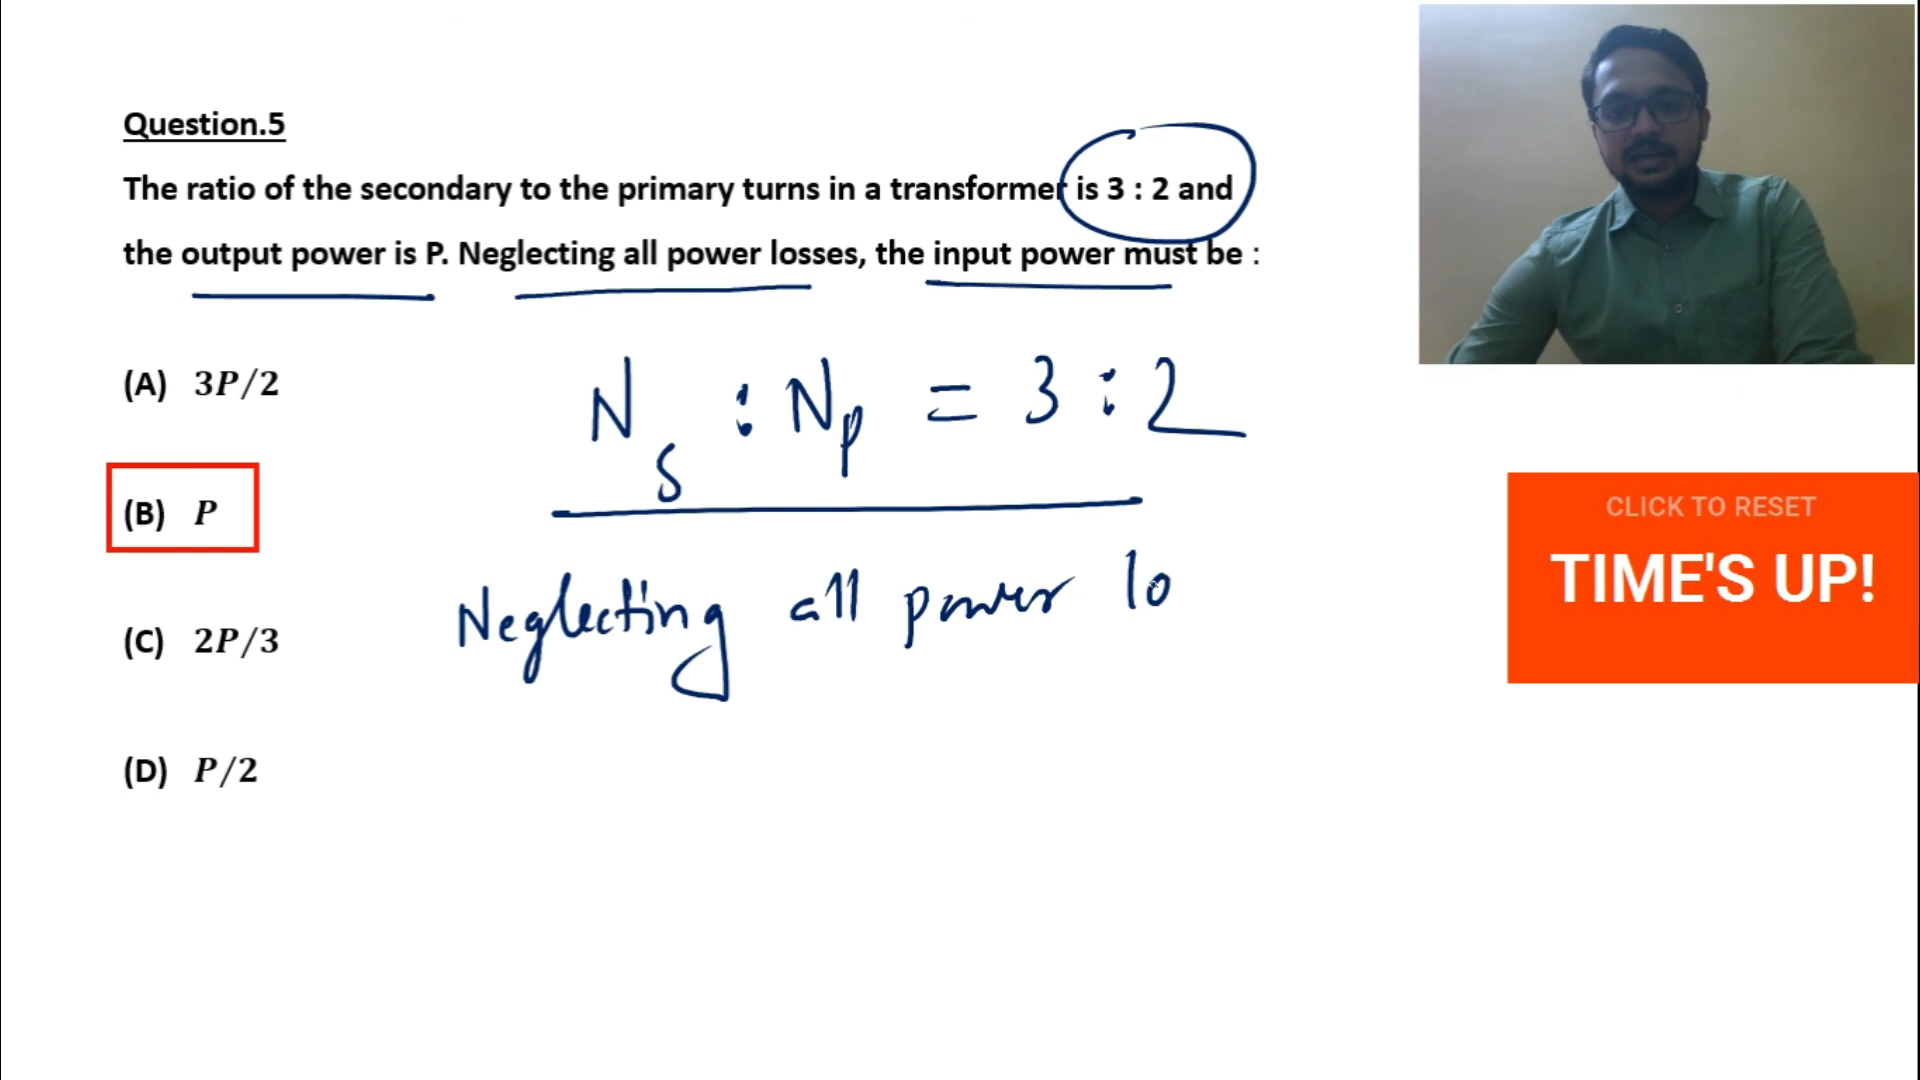 Question.5
The ratio of the secondary to the primary turns in a transformer is 3 : 2 and
the output power is P. Neglecting all power losses, the input power must be :
(A) 3P/2
(B) P
(C) 2P/3
(D) P/2
N_S : N_P = 3 : 2
Neglecting all power lo
CLICK TO RESET
TIME'S UP!